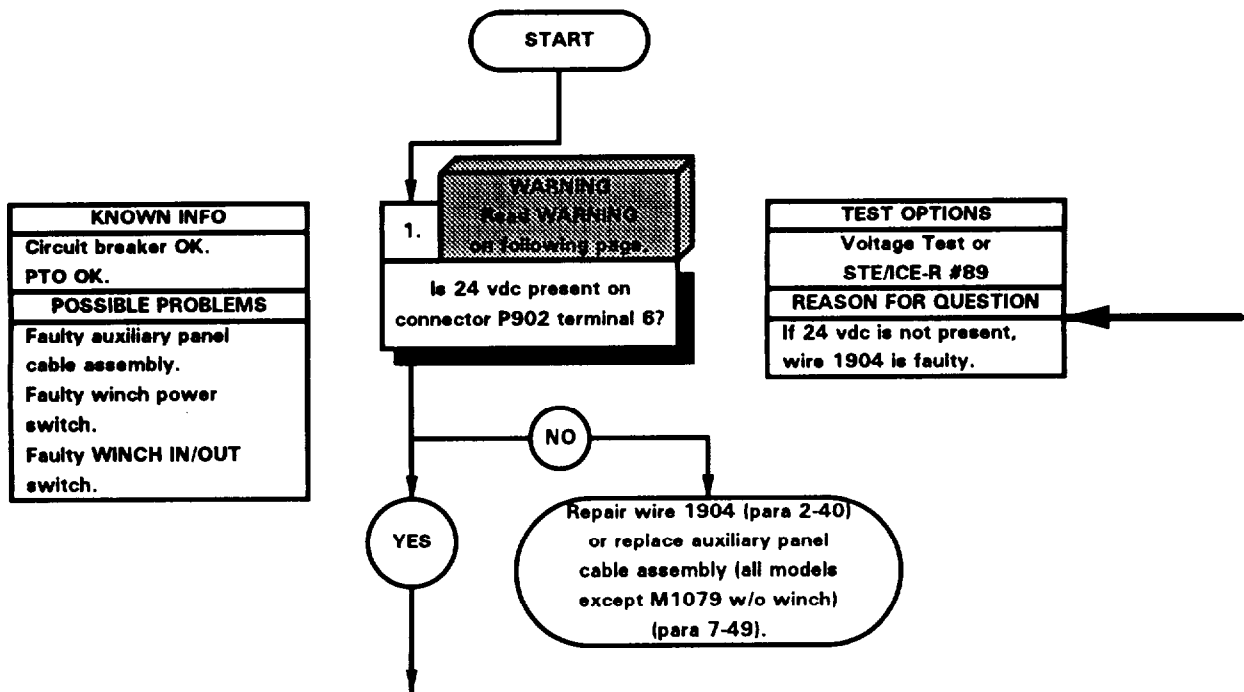 START
KNOWN INFO
Circuit breaker OK.
PTO OK.
POSSIBLE PROBLEMS
Faulty auxiliary panel
cable assembly.
Faulty winch power
switch.
Faulty WINCH IN/OUT
switch.
1.
WARNING
Read WARNING
on following page.
Is 24 vdc present on
connector P902 terminal 6?
TEST OPTIONS
Voltage Test or
STE/ICE-R #89
REASON FOR QUESTION
If 24 vdc is not present,
wire 1904 is faulty.
NO
YES
Repair wire 1904 (para 2-40)
or replace auxiliary panel
cable assembly (all models
except M1079 w/o winch)
(para 7-49).